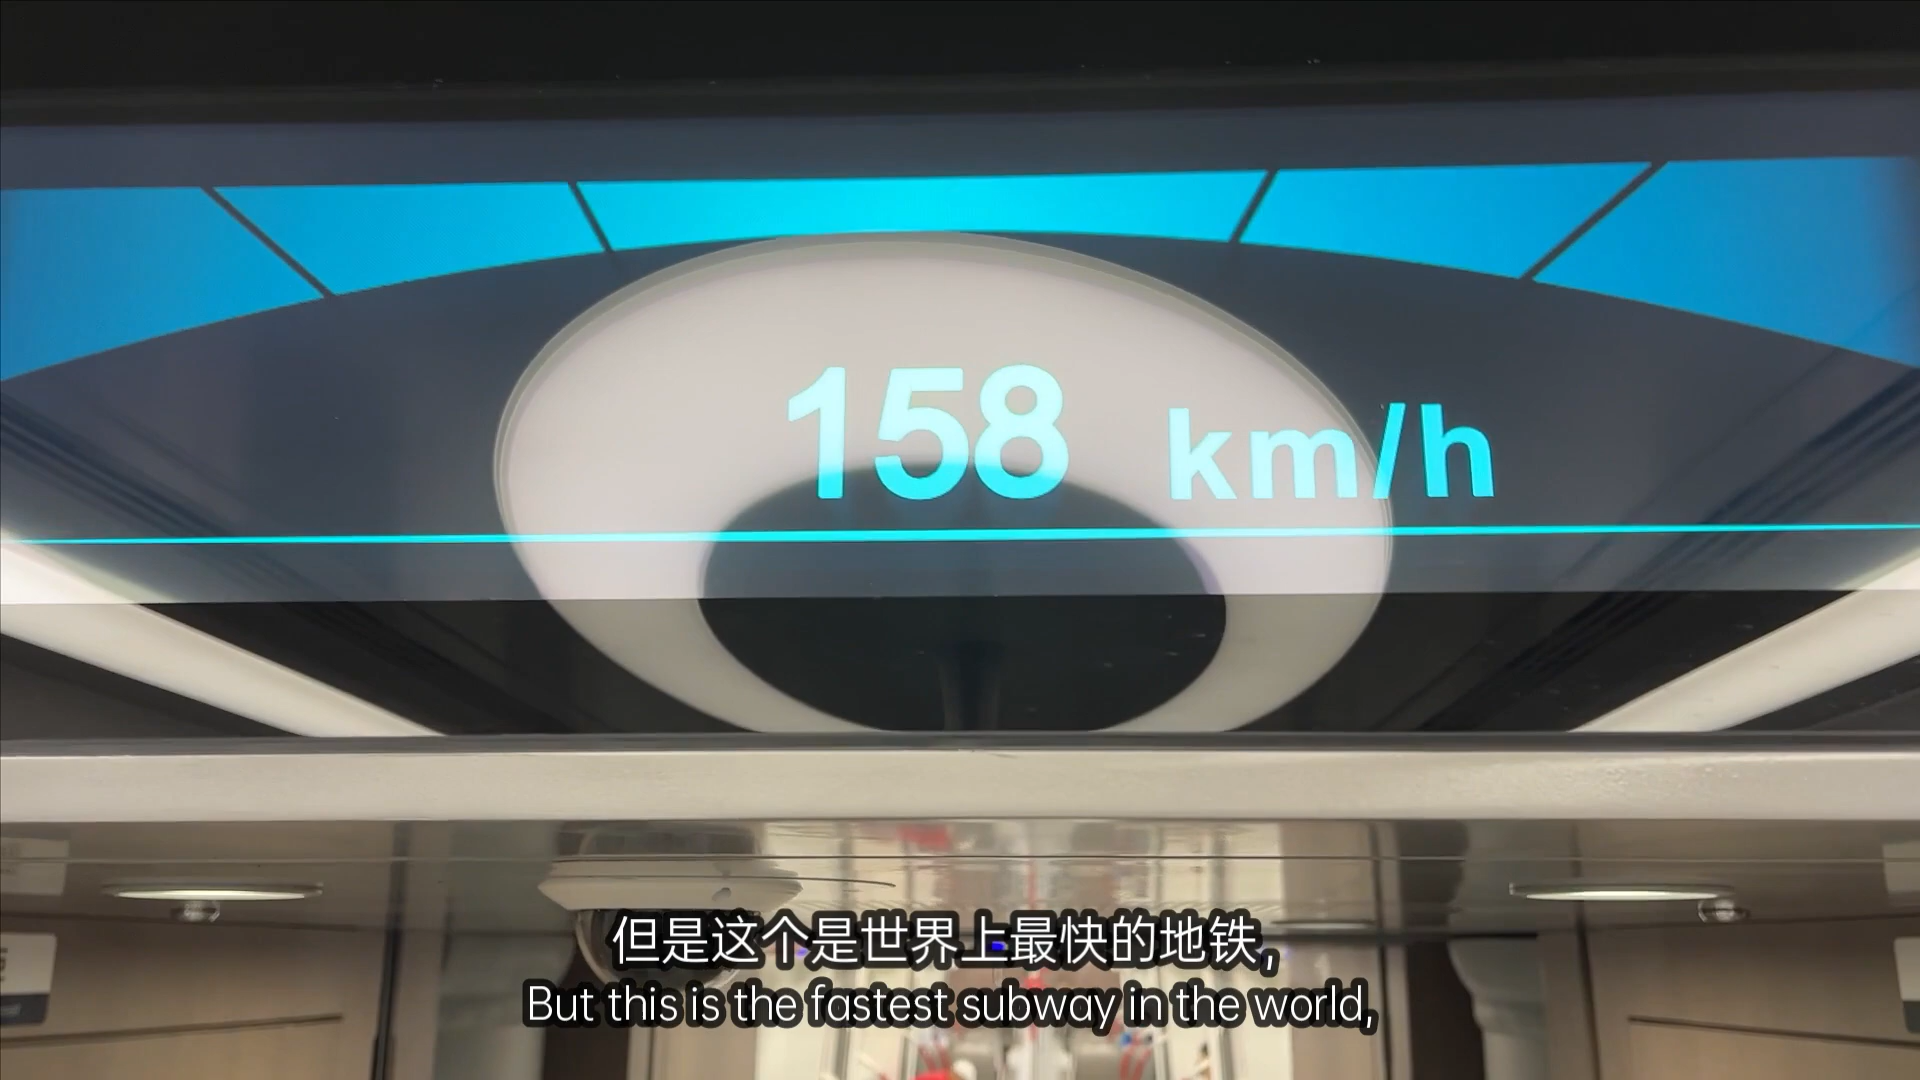 158 km/h
但是这个是世界上最快的地铁，
But this is the fastest subway in the world,